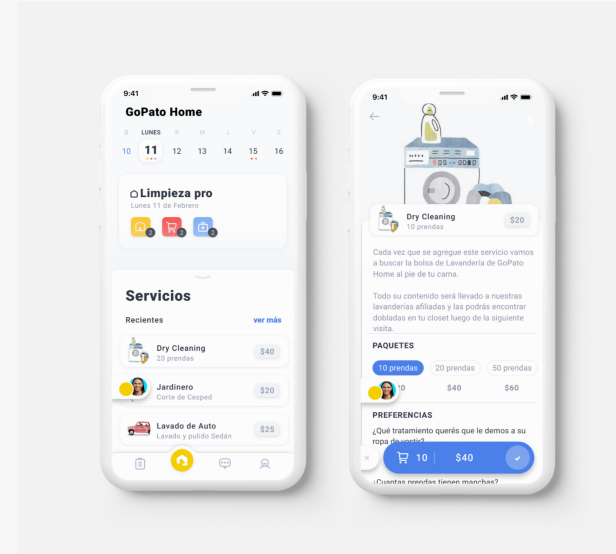 9:41
GoPato Home
D LUNES K M J V S
10 11 12 13 14 15 16
Limpieza pro
Lunes 11 de Febrero
2 2 2
Servicios
Recientes ver más
Dry Cleaning
20 prendas
$40
Jardinero
Corte de Cesped
$20
Lavado de Auto
Lavado y pulido Sedán
$25
9:41
Dry Cleaning
10 prendas
$20
Cada vez que se agregue este servicio vamos
a buscar la bolsa de Lavandería de GoPato
Home al pie de tu cama.
Todo su contenido será llevado a nuestras
lavanderías afiliadas y las podrás encontrar
dobladas en tu closet luego de la siguiente
visita.
PAQUETES
10 prendas 20 prendas 50 prendas
$40 $60
PREFERENCIAS
¿Qué tratamiento querés que le demos a su
ropa de vestir?
10 $40
¿Cuantas prendas tienen manchas?